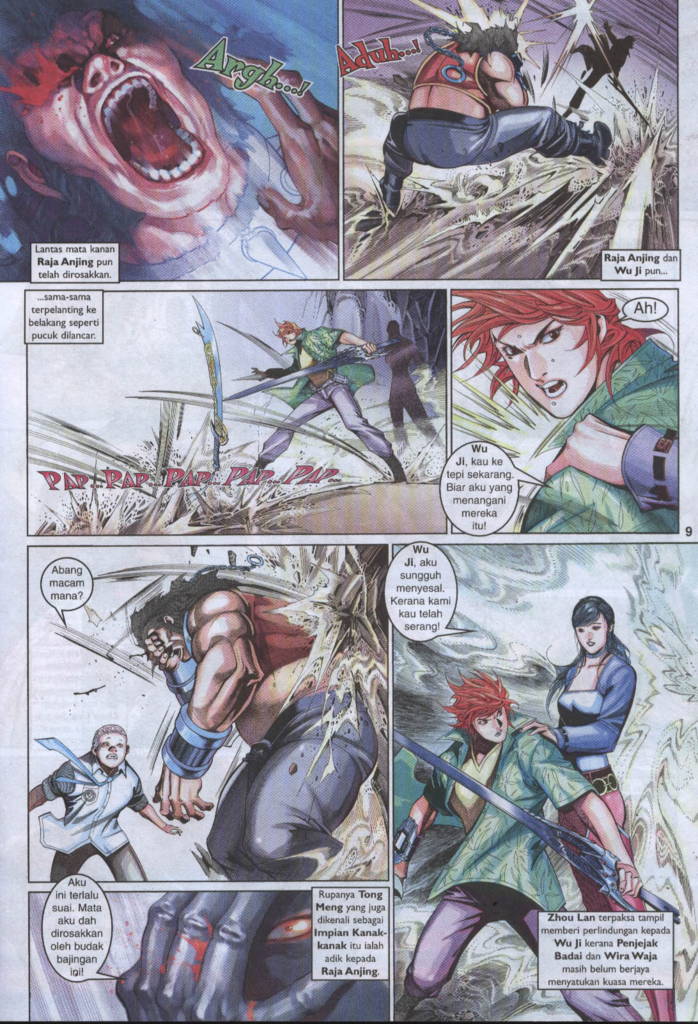 Argh...!
Lantas mata kanan
Raja Anjing pun
telah dirosakkan.
Aduh...!
Raja Anjing dan
Wu Ji pun...
...sama-sama
terpelanting ke
belakang seperti
pucuk dilancar.
PAP...PAP...PAP...PAP...PAP...
Ah!
Wu
Ji, kau ke
tepi sekarang.
Biar aku yang
menangani
mereka
itu!
9
Abang
macam
mana?
Wu
Ji, aku
sungguh
menyesal.
Kerana kami
kau telah
serang!
Aku
ini terlalu
suai. Mata
aku dah
dirosakkan
oleh budak
bajingan
ini!
Rupanya Tong
Meng yang juga
dikenali sebagai
Impian Kanak-
kanak itu ialah
adik kepada
Raja Anjing.
Zhou Lan terpaksa tampil
memberi perlindungan kepada
Wu Ji kerana Penjejak
Badai dan Wira Waja
masih belum berjaya
menyatukan kuasa mereka.